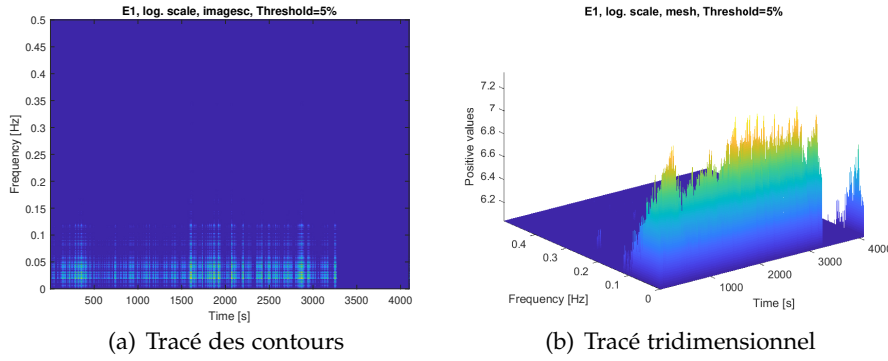 E1, log. scale, imagesc, Threshold=5%
0.5
0.45
0.4
0.35
0.3
0.25
0.2
0.15
0.1
0.05
0
Frequency [Hz]
500 1000 1500 2000 2500 3000 3500 4000
Time [s]
(a) Tracé des contours
E1, log. scale, mesh, Threshold=5%
7.2
7
6.8
6.6
6.4
6.2
Positive values
0.4
0.3
0.2
0.1
0
Frequency [Hz]
1000
2000
3000
4000
Time [s]
(b) Tracé tridimensionnel